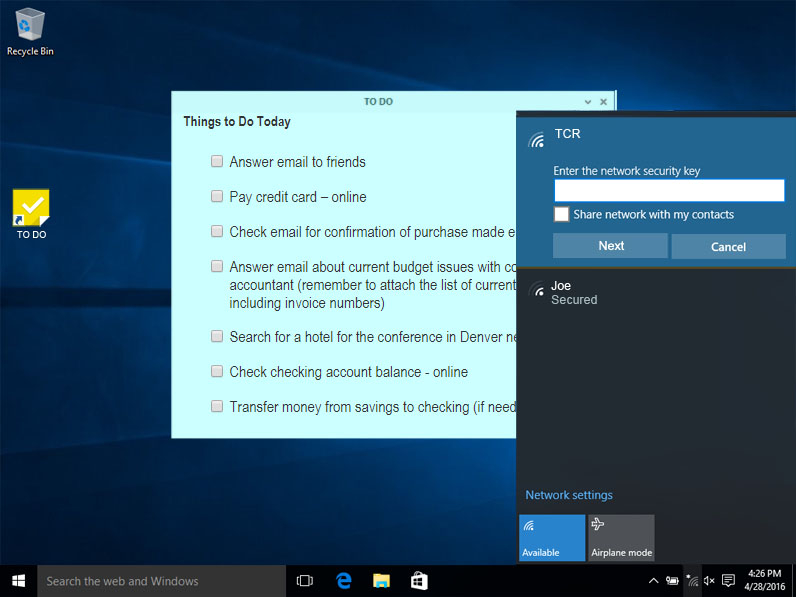 Recycle Bin
TO DO
TO DO
Things to Do Today
Answer email to friends
Pay credit card – online
Check email for confirmation of purchase made
Answer email about current budget issues with
accountant (remember to attach the list of current
including invoice numbers)
Search for a hotel for the conference in Denver
Check checking account balance - online
Transfer money from savings to checking (if
TCR
Enter the network security key
Share network with my contacts
Next
Cancel
Joe
Secured
Network settings
Available
Airplane mode
Search the web and Windows
4:26 PM
4/28/2016